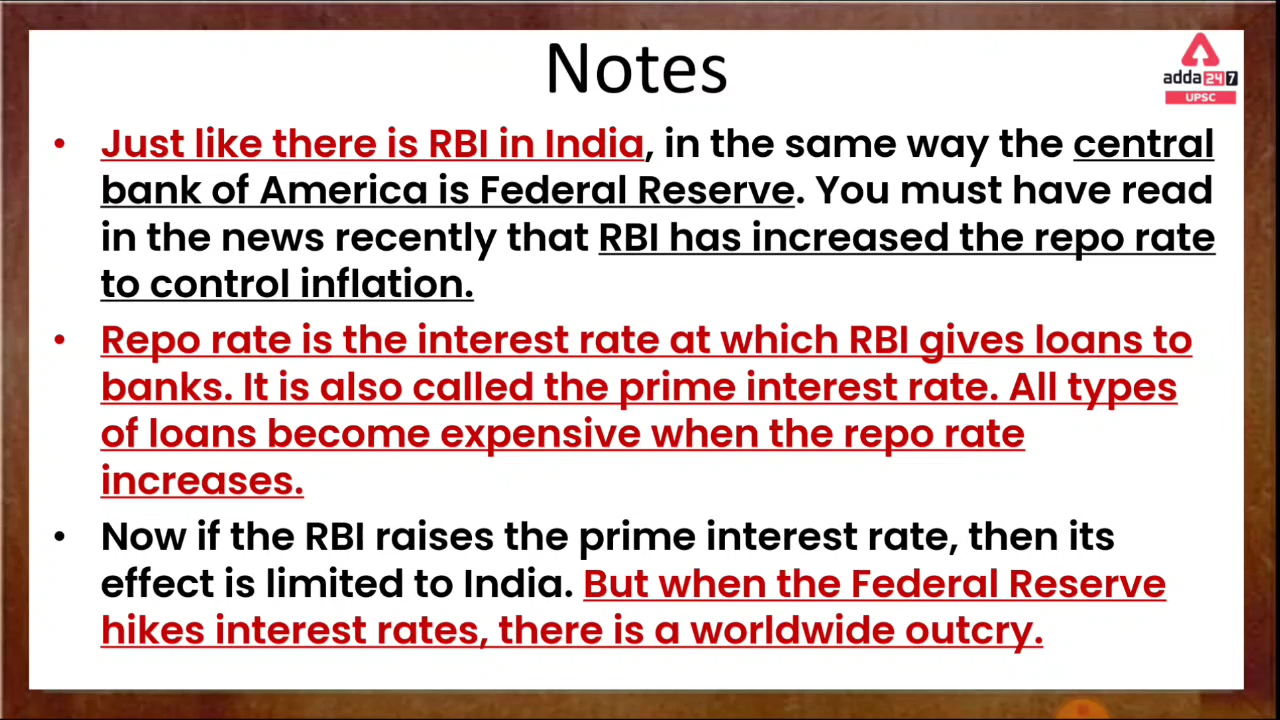 Notes
adda247
UPSC
• Just like there is RBI in India, in the same way the central
bank of America is Federal Reserve. You must have read
in the news recently that RBI has increased the repo rate
to control inflation.
• Repo rate is the interest rate at which RBI gives loans to
banks. It is also called the prime interest rate. All types
of loans become expensive when the repo rate
increases.
• Now if the RBI raises the prime interest rate, then its
effect is limited to India. But when the Federal Reserve
hikes interest rates, there is a worldwide outcry.